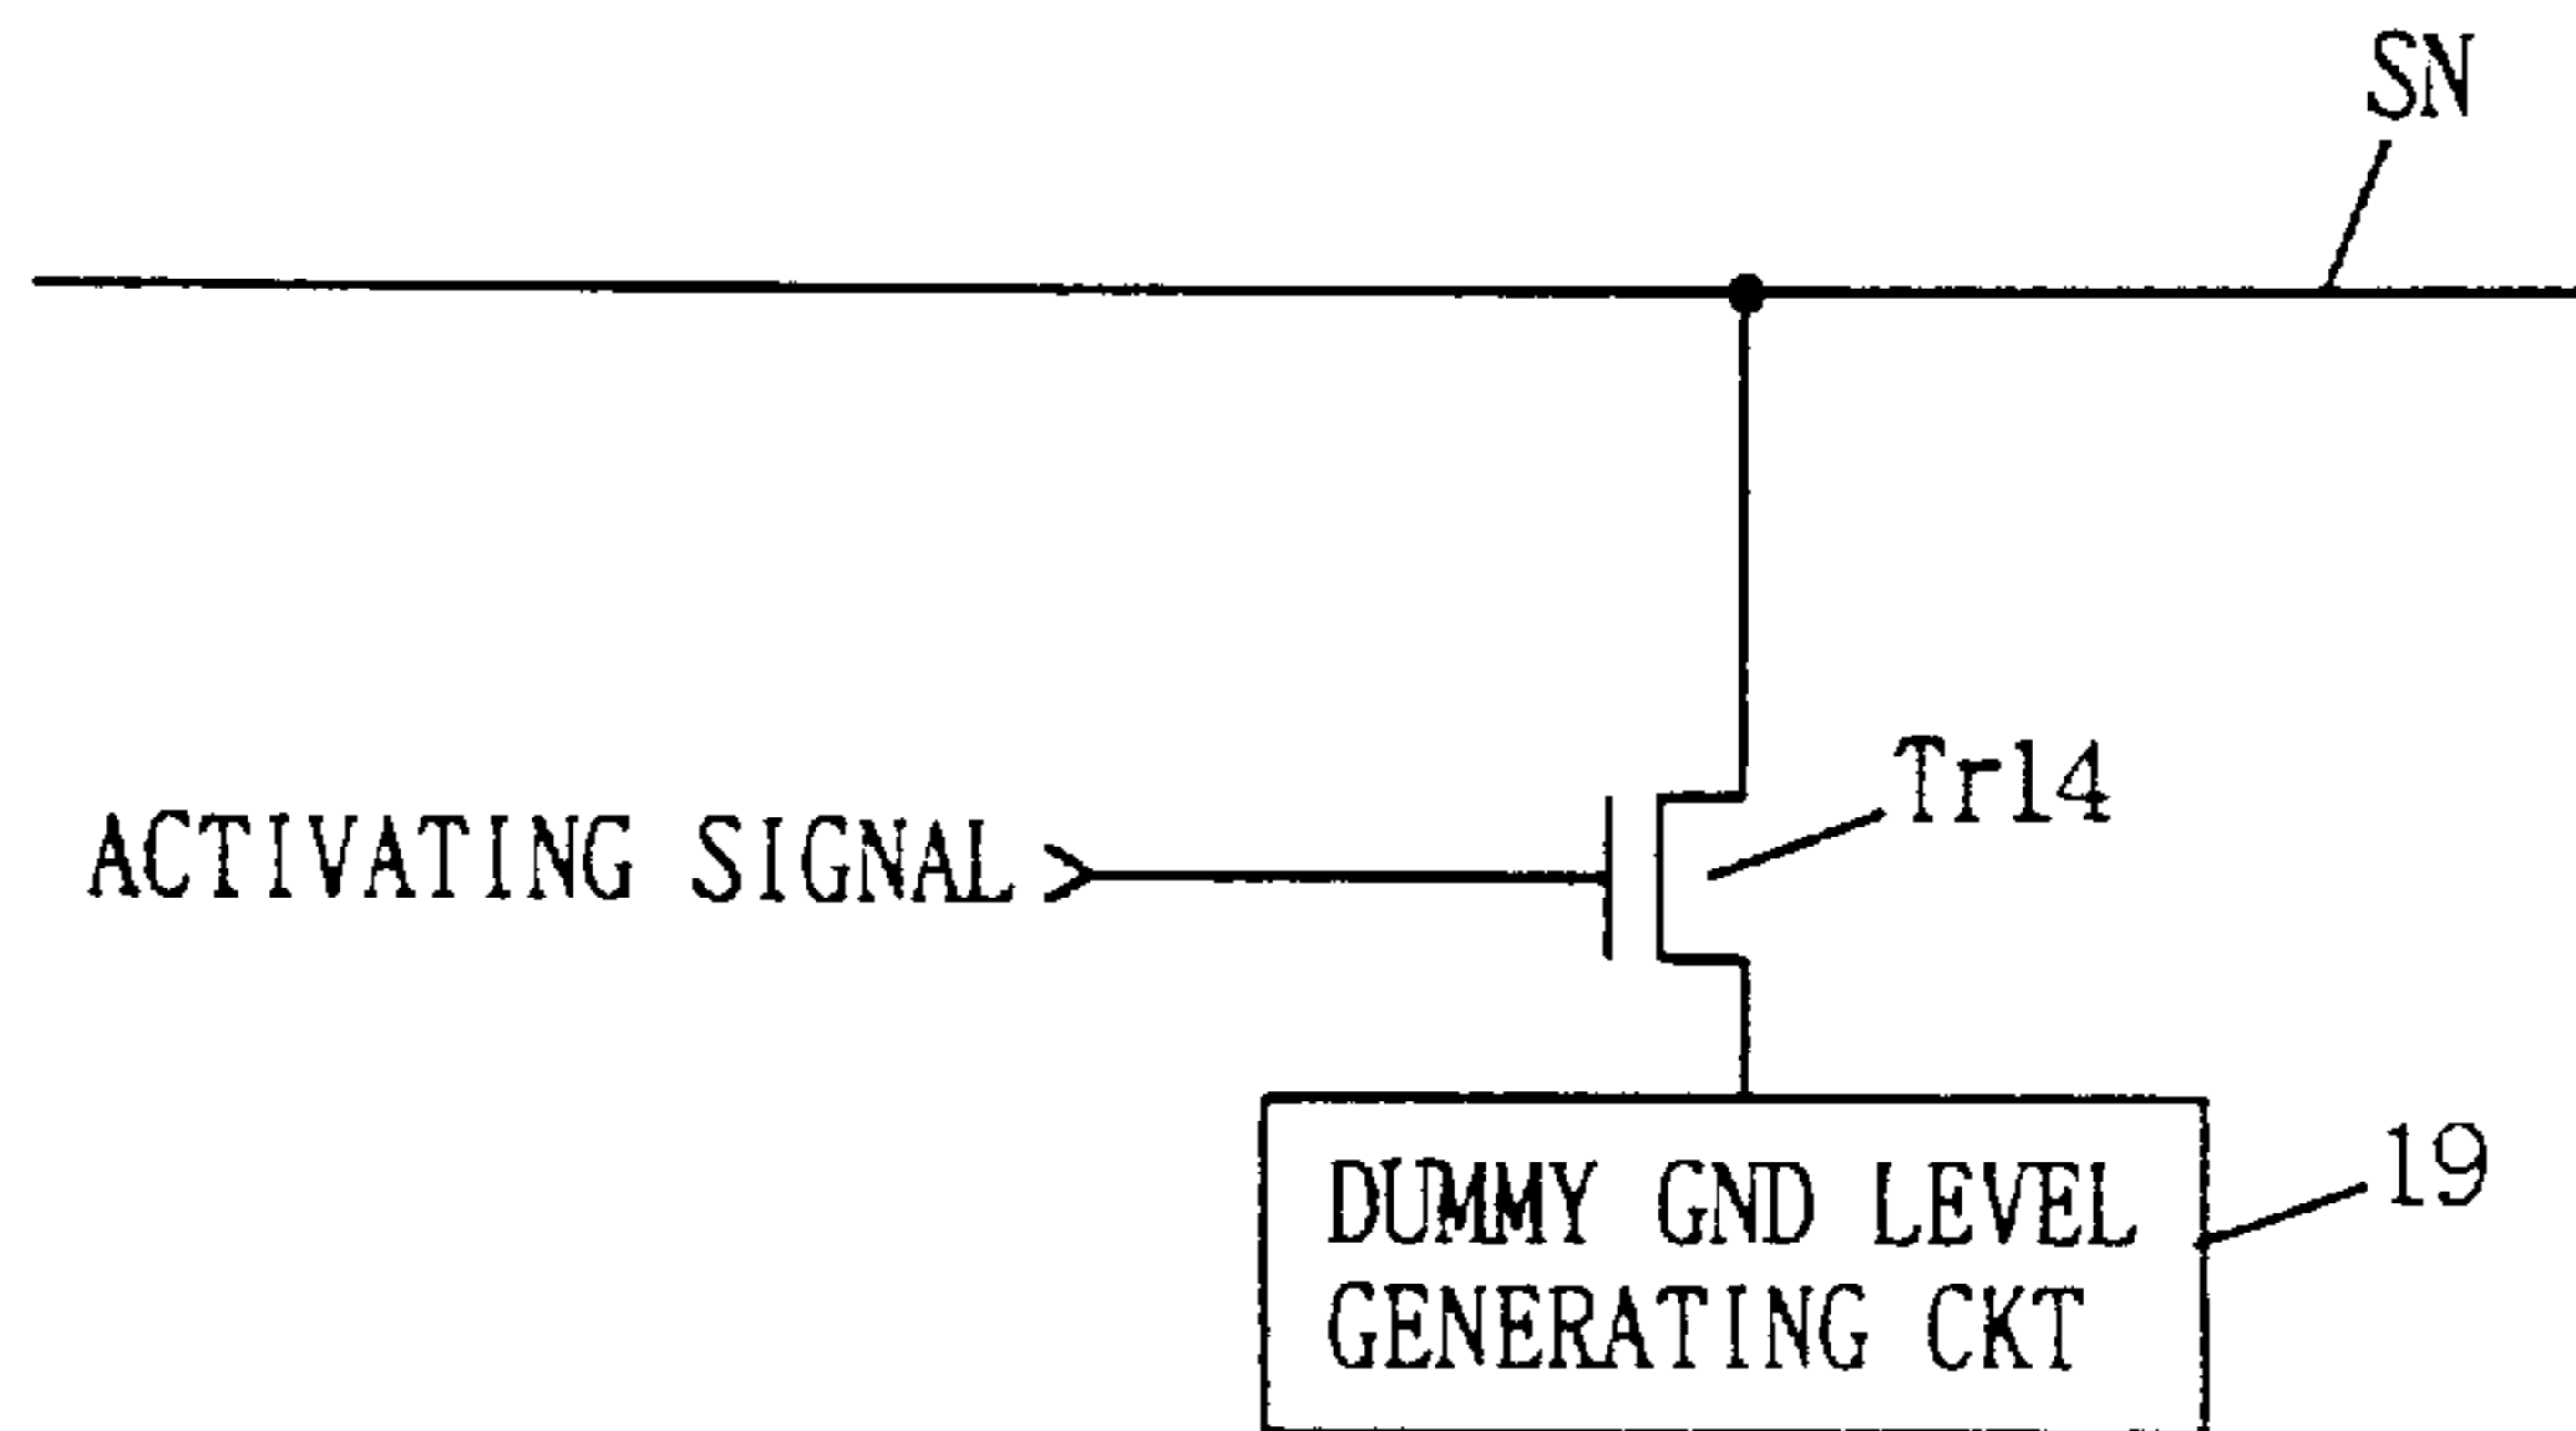 SN
Tr14
ACTIVATING SIGNAL
19
DUMMY GND LEVEL
GENERATING CKT